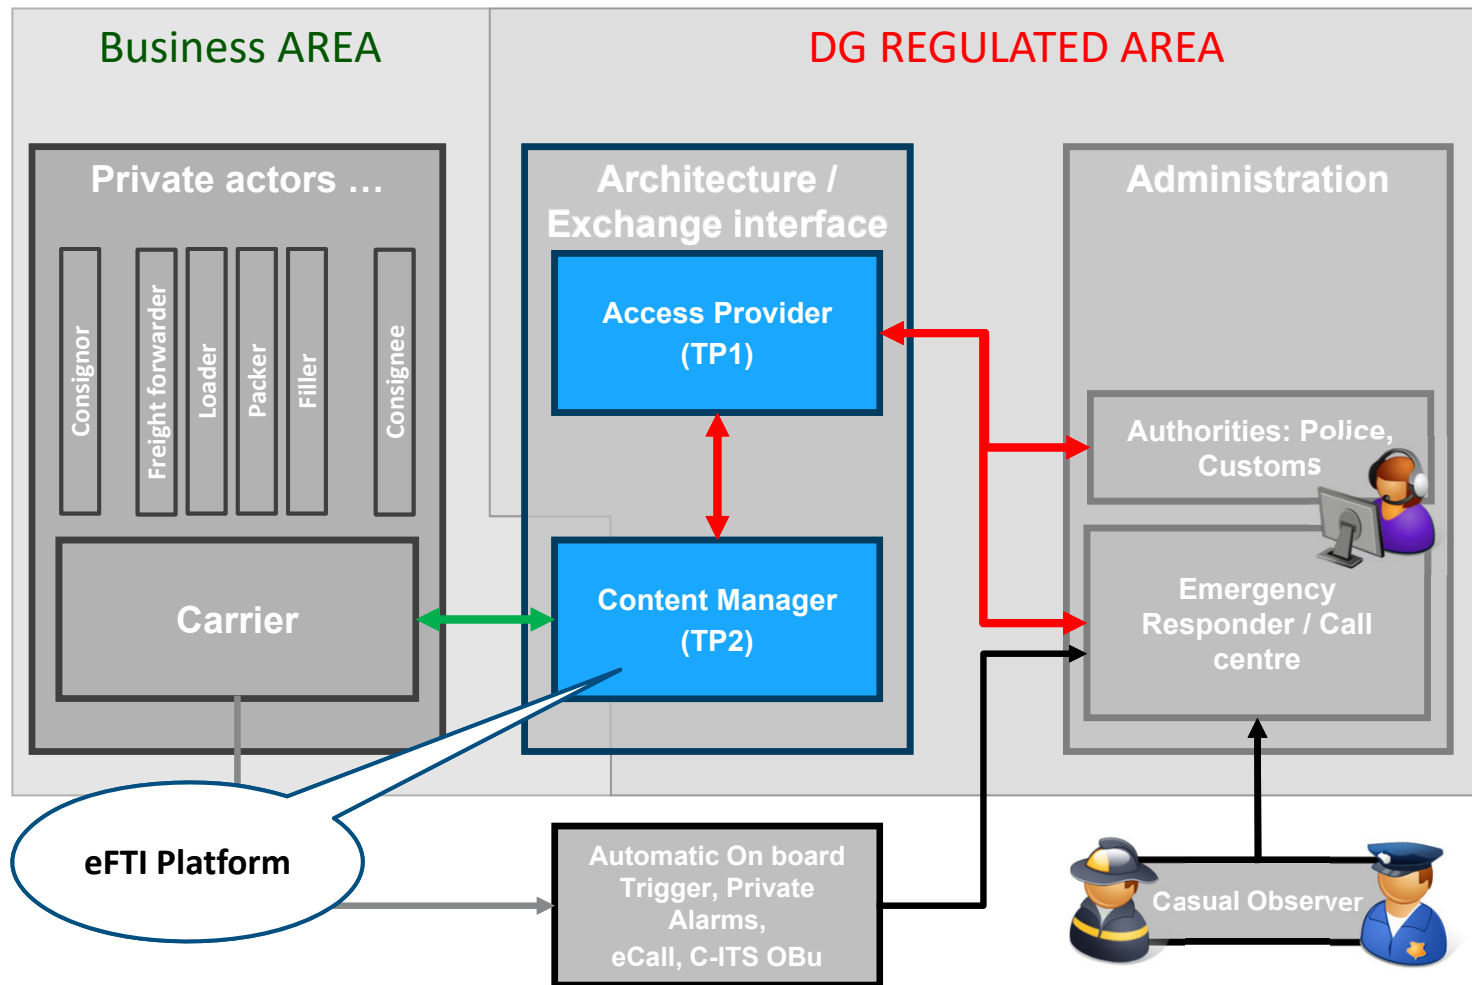 Business AREA
DG REGULATED AREA
Private actors …
Consignor
Freight forwarder
Loader
Packer
Filler
Consignee
Carrier
Architecture /
Exchange interface
Access Provider
(TP1)
Content Manager
(TP2)
Administration
Authorities: Police,
Customs
Emergency
Responder / Call
centre
eFTI Platform
Automatic On board
Trigger, Private
Alarms,
eCall, C-ITS OBu
Casual Observer